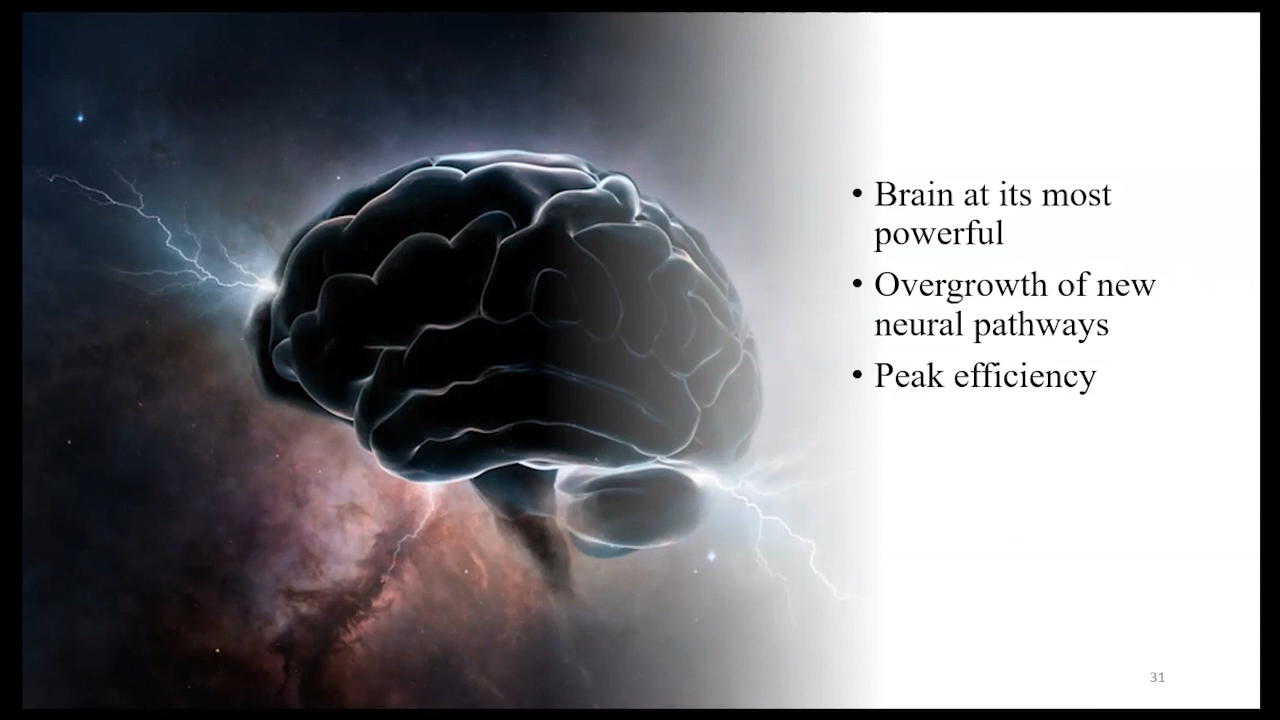 • Brain at its most
powerful
• Overgrowth of new
neural pathways
• Peak efficiency
31